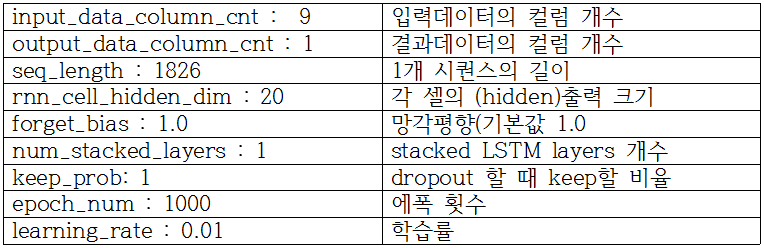 input_data_column_cnt :  9 입력데이터의 컬럼 개수
output_data_column_cnt : 1 결과데이터의 컬럼 개수
seq_length : 1826 1개 시퀀스의 길이
rnn_cell_hidden_dim : 20 각 셀의 (hidden)출력 크기
forget_bias : 1.0 망각평향(기본값 1.0
num_stacked_layers : 1 stacked LSTM layers 개수
keep_prob: 1 dropout 할 때 keep할 비율
epoch_num : 1000 에폭 횟수
learning_rate : 0.01 학습률